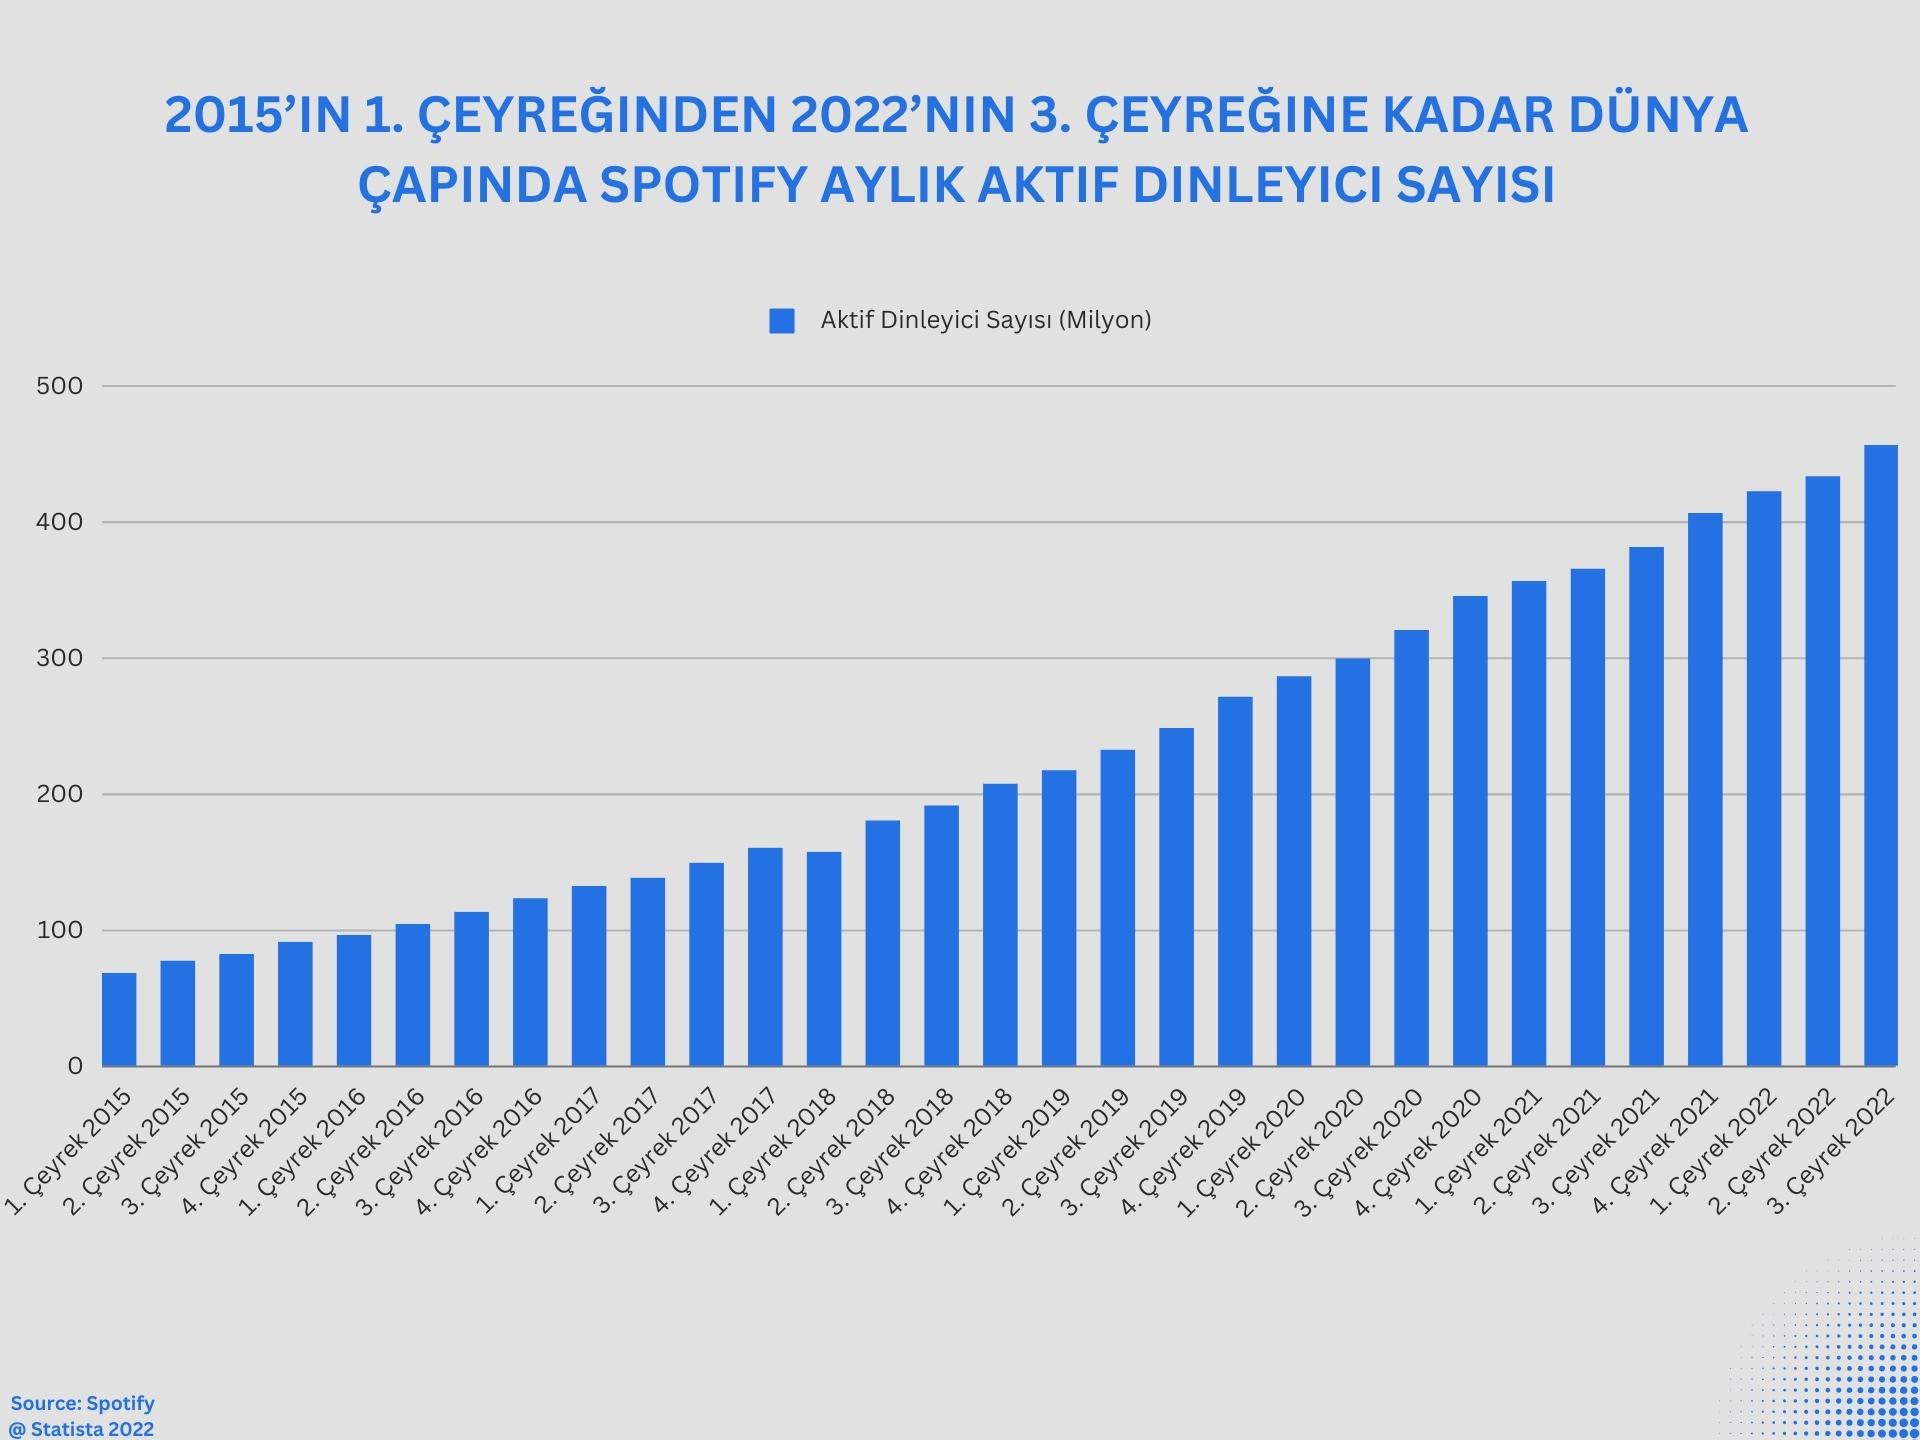 2015’IN 1. ÇEYREĞINDEN 2022’NIN 3. ÇEYREĞINE KADAR DÜNYA
ÇAPINDA SPOTIFY AYLIK AKTIF DINLEYICI SAYISI
Aktif Dinleyici Sayısı (Milyon)
500
400
300
200
100
0
1. Çeyrek 2015
2. Çeyrek 2015
3. Çeyrek 2015
4. Çeyrek 2015
1. Çeyrek 2016
2. Çeyrek 2016
3. Çeyrek 2016
4. Çeyrek 2016
1. Çeyrek 2017
2. Çeyrek 2017
3. Çeyrek 2017
4. Çeyrek 2017
1. Çeyrek 2018
2. Çeyrek 2018
3. Çeyrek 2018
4. Çeyrek 2018
1. Çeyrek 2019
2. Çeyrek 2019
3. Çeyrek 2019
4. Çeyrek 2019
1. Çeyrek 2020
2. Çeyrek 2020
3. Çeyrek 2020
4. Çeyrek 2020
1. Çeyrek 2021
2. Çeyrek 2021
3. Çeyrek 2021
4. Çeyrek 2021
1. Çeyrek 2022
2. Çeyrek 2022
3. Çeyrek 2022
Source: Spotify
@ Statista 2022